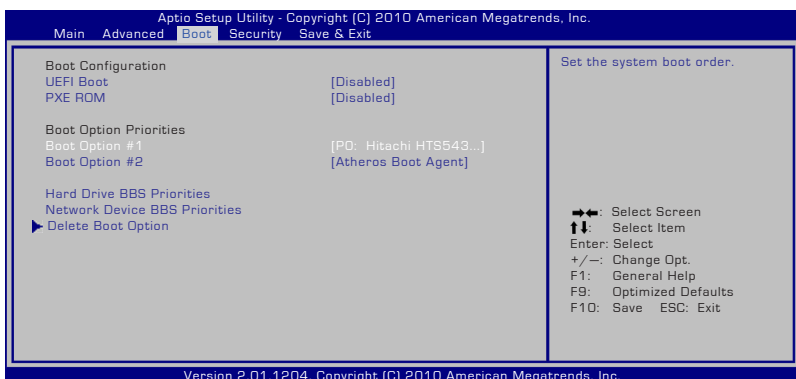 Aptio Setup Utility - Copyright (C) 2010 American Megatrends, Inc.
Main Advanced Boot Security Save & Exit
Boot Configuration
UEFI Boot [Disabled]
PXE ROM [Disabled]
Boot Option Priorities
Boot Option #1 [P0: Hitachi HTS543...]
Boot Option #2 [Atheros Boot Agent]
Hard Drive BBS Priorities
Network Device BBS Priorities
Delete Boot Option
Set the system boot order.
→←: Select Screen
↑↓: Select Item
Enter: Select
+/—: Change Opt.
F1: General Help
F9: Optimized Defaults
F10: Save ESC: Exit
Version 2.01.1204. Copyright (C) 2010 American Megatrends, Inc.